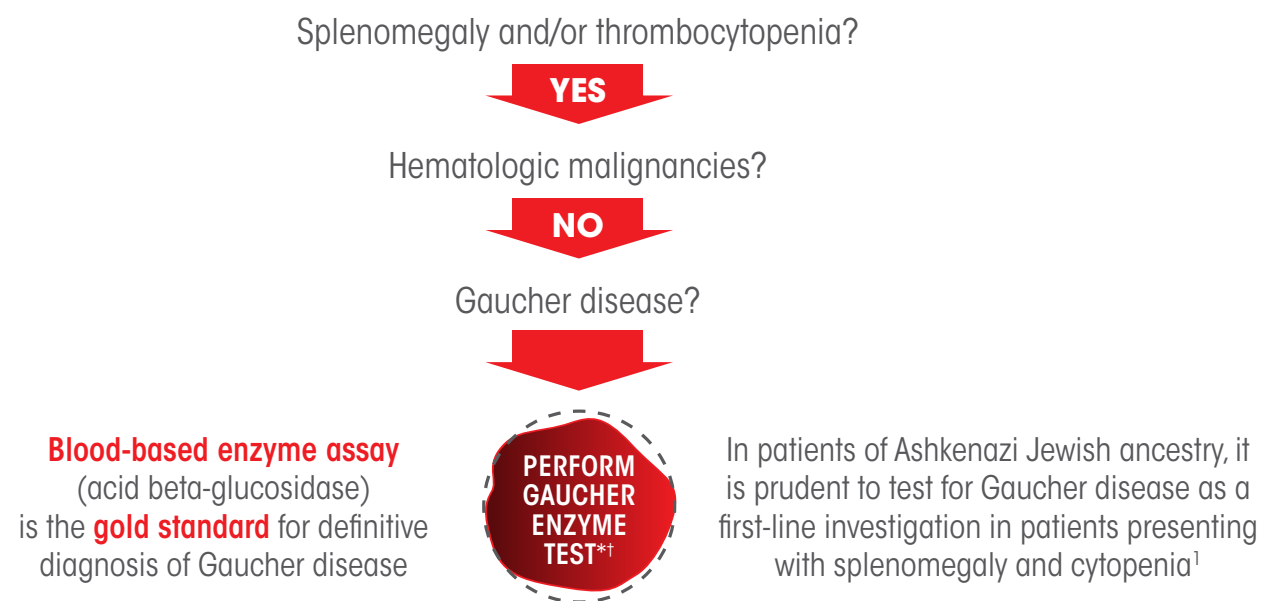 Splenomegaly and/or thrombocytopenia?
YES
Hematologic malignancies?
NO
Gaucher disease?
Blood-based enzyme assay
(acid beta-glucosidase)
is the gold standard for definitive
diagnosis of Gaucher disease
PERFORM
GAUCHER
ENZYME
TEST*†
In patients of Ashkenazi Jewish ancestry, it
is prudent to test for Gaucher disease as a
first-line investigation in patients presenting
with splenomegaly and cytopenia¹